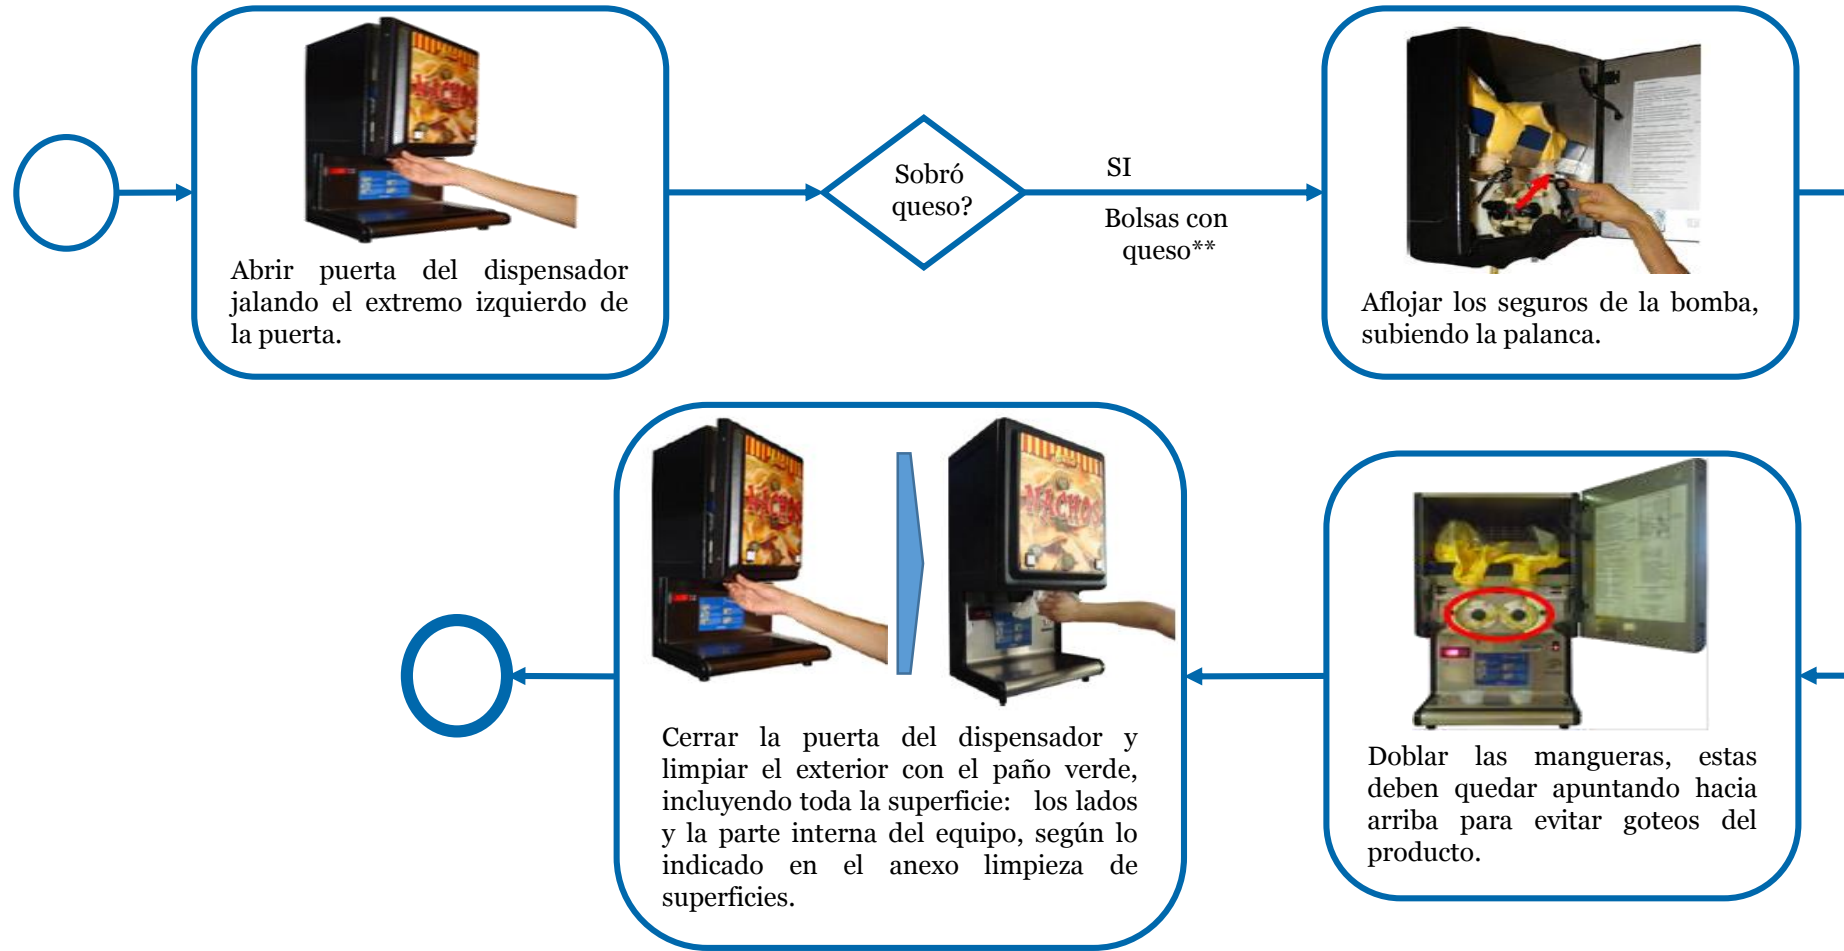 Abrir puerta del dispensador
jalando el extremo izquierdo de
la puerta.
Sobró
queso?
SI
Bolsas con
queso**
Aflojar los seguros de la bomba,
subiendo la palanca.
NACHOS
NACHOS
NACHOS
Cerrar la puerta del dispensador y
limpiar el exterior con el paño verde,
incluyendo toda la superficie: los lados
y la parte interna del equipo, según lo
indicado en el anexo limpieza de
superficies.
Doblar las mangueras, estas
deben quedar apuntando hacia
arriba para evitar goteos del
producto.